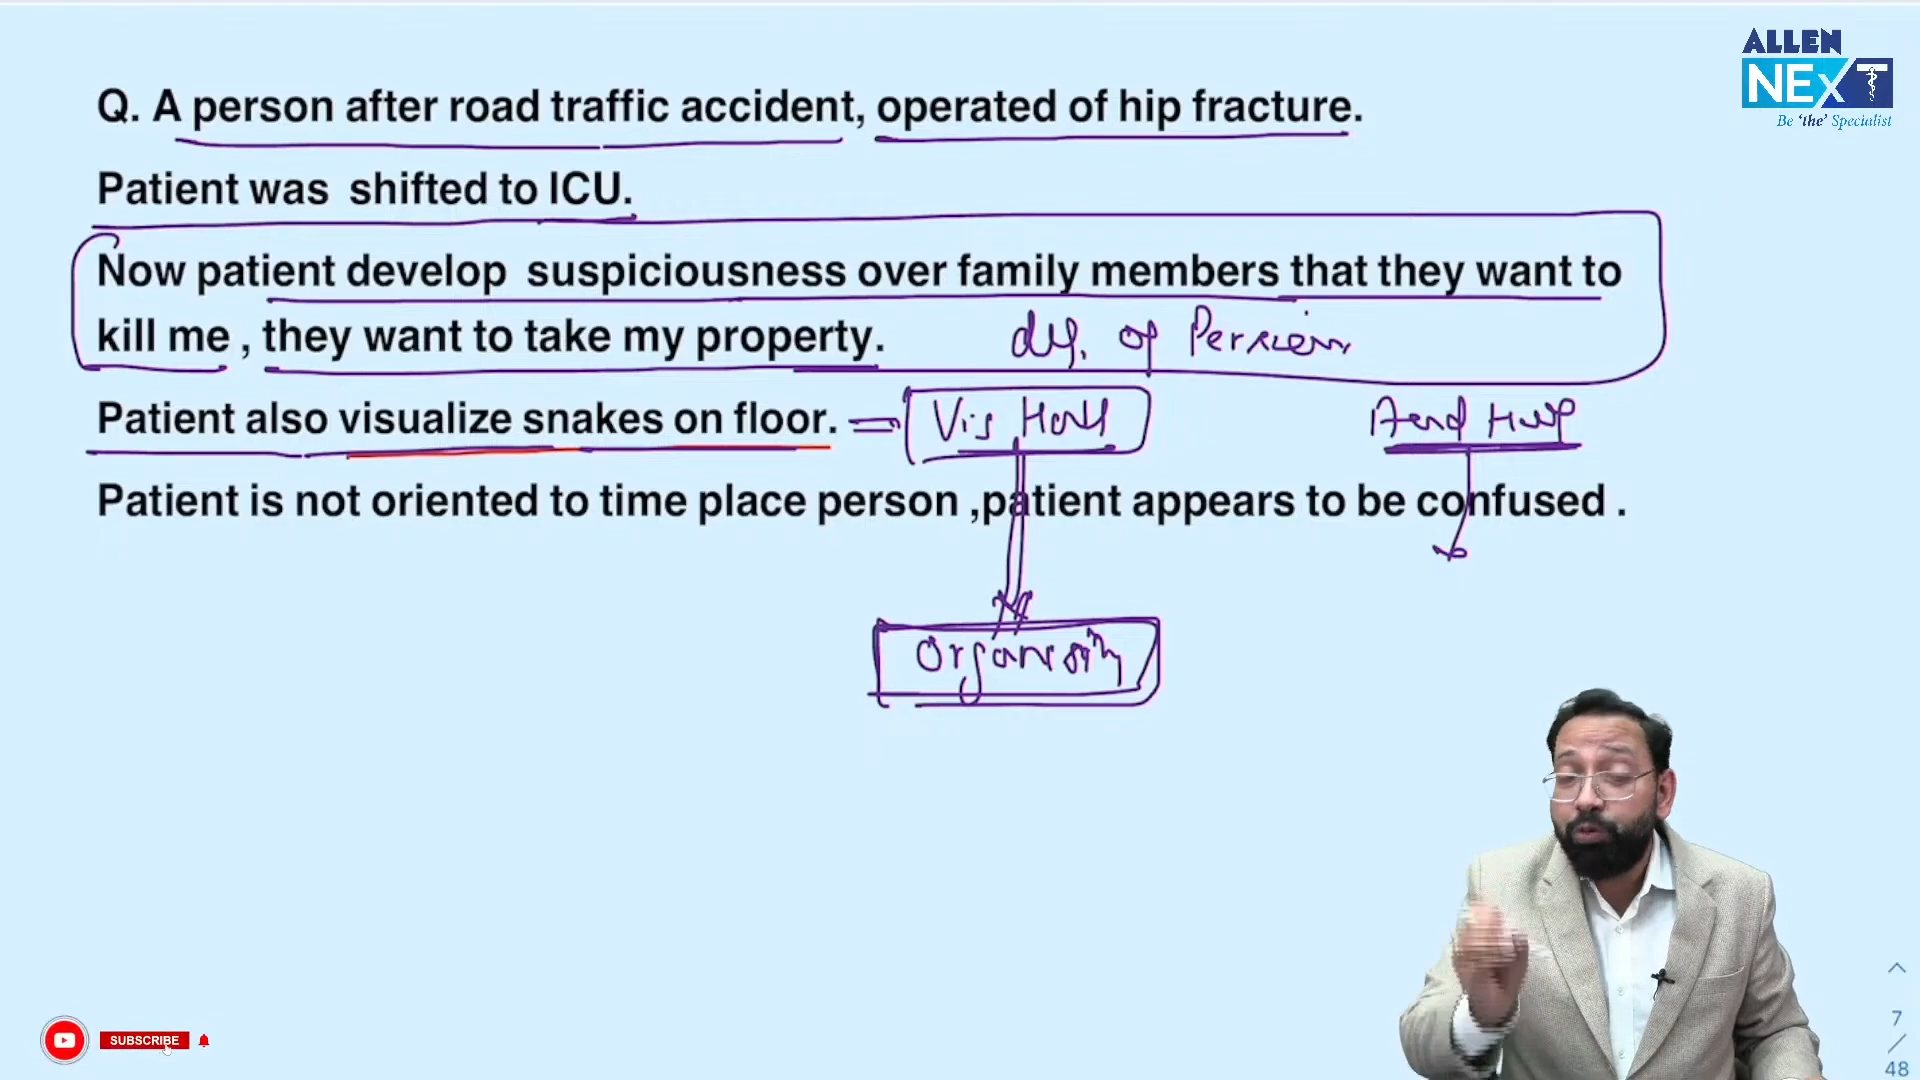 ALLEN
NEXT
Be 'the' Specialist
Q. A person after road traffic accident, operated of hip fracture.
Patient was shifted to ICU.
Now patient develop suspiciousness over family members that they want to
kill me , they want to take my property.
of
Patient also visualize snakes on floor.
Vis Hall
Patient is not oriented to time place person ,patient appears to be confused .
SUBSCRIBE
7
/
48